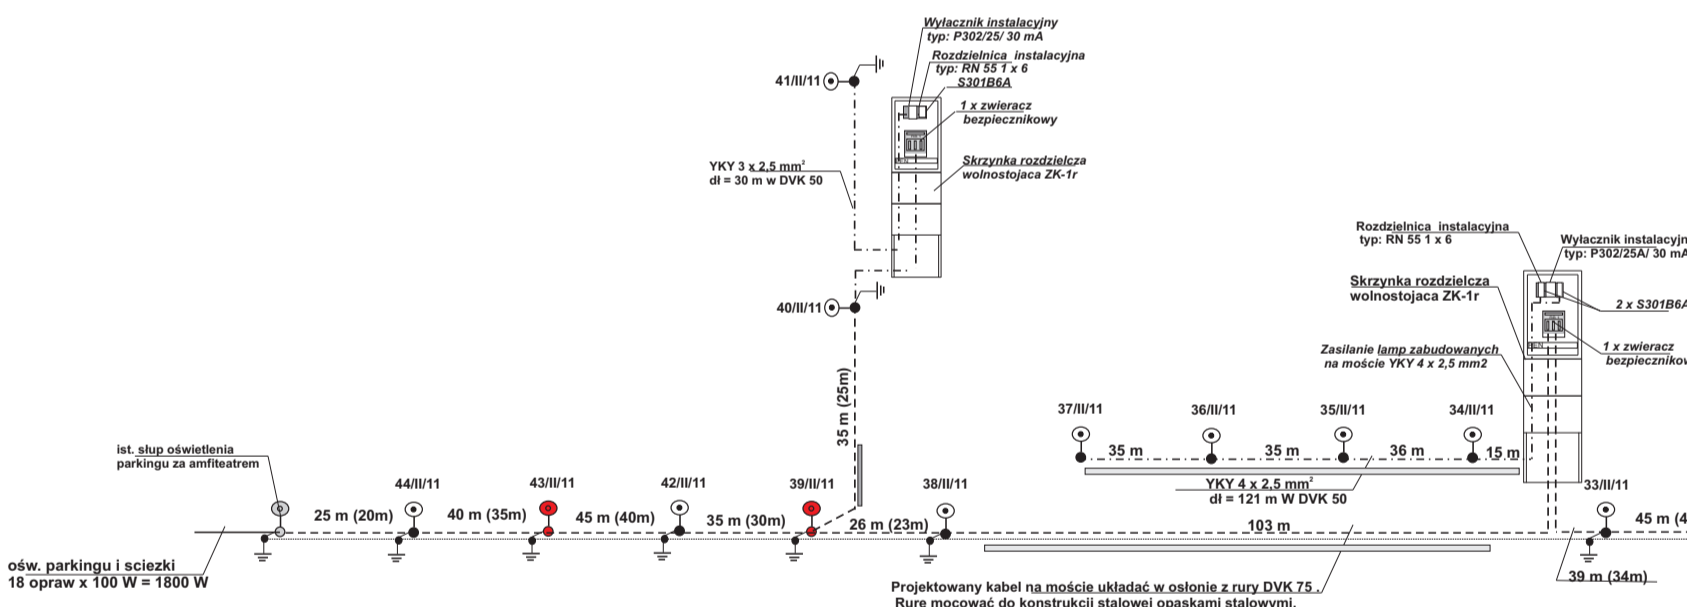 Wyłacznik instalacyjny
typ: P302/25/ 30 mA
Rozdzielnica instalacyjna
typ: RN 55 1 x 6
S301B6A
41/II/11
1 x zwieracz
bezpiecznikowy
YKY 3 x 2,5 mm²
dł = 30 m w DVK 50
Skrzynka rozdzielcza
wolnostojaca ZK-1r
40/II/11
35 m (25m)
Rozdzielnica instalacyjna
typ: RN 55 1 x 6
Wyłacznik instalacyjn
typ: P302/25A/ 30 mA
Skrzynka rozdzielcza
wolnostojaca ZK-1r
2 x S301B6A
Zasilanie lamp zabudowanych
na moście YKY 4 x 2,5 mm2
1 x zwieracz
bezpiecznikow
37/II/11 36/II/11 35/II/11 34/II/11
35 m 35 m 36 m 15 m
YKY 4 x 2,5 mm²
dł = 121 m W DVK 50
ist. słup oświetlenia
parkingu za amfiteatrem
44/II/11 43/II/11 42/II/11 39/II/11 38/II/11 33/II/11
25 m (20m) 40 m (35m) 45 m (40m) 35 m (30m) 26 m (23m) 103 m 45 m (4
39 m (34m)
ośw. parkingu i sciezki
18 opraw x 100 W = 1800 W
Projektowany kabel na moście układać w osłonie z rury DVK 75 .
Rurę mocować do konstrukcji stalowej opaskami stalowymi.